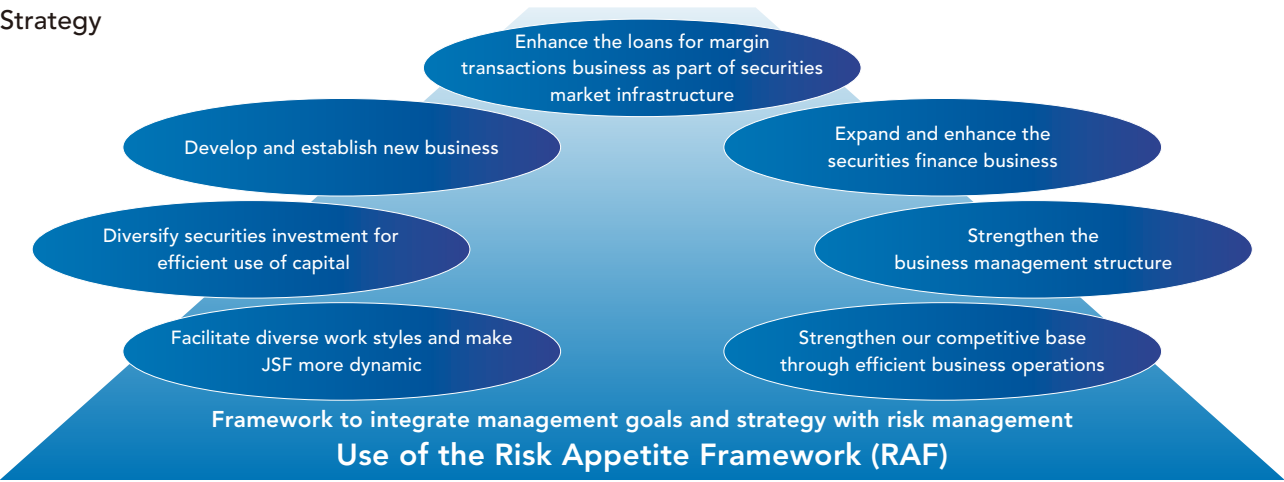 Strategy
Enhance the loans for margin
transactions business as part of securities
market infrastructure
Develop and establish new business
Expand and enhance the
securities finance business
Diversify securities investment for
efficient use of capital
Strengthen the
business management structure
Facilitate diverse work styles and make
JSF more dynamic
Strengthen our competitive base
through efficient business operations
Framework to integrate management goals and strategy with risk management
Use of the Risk Appetite Framework (RAF)